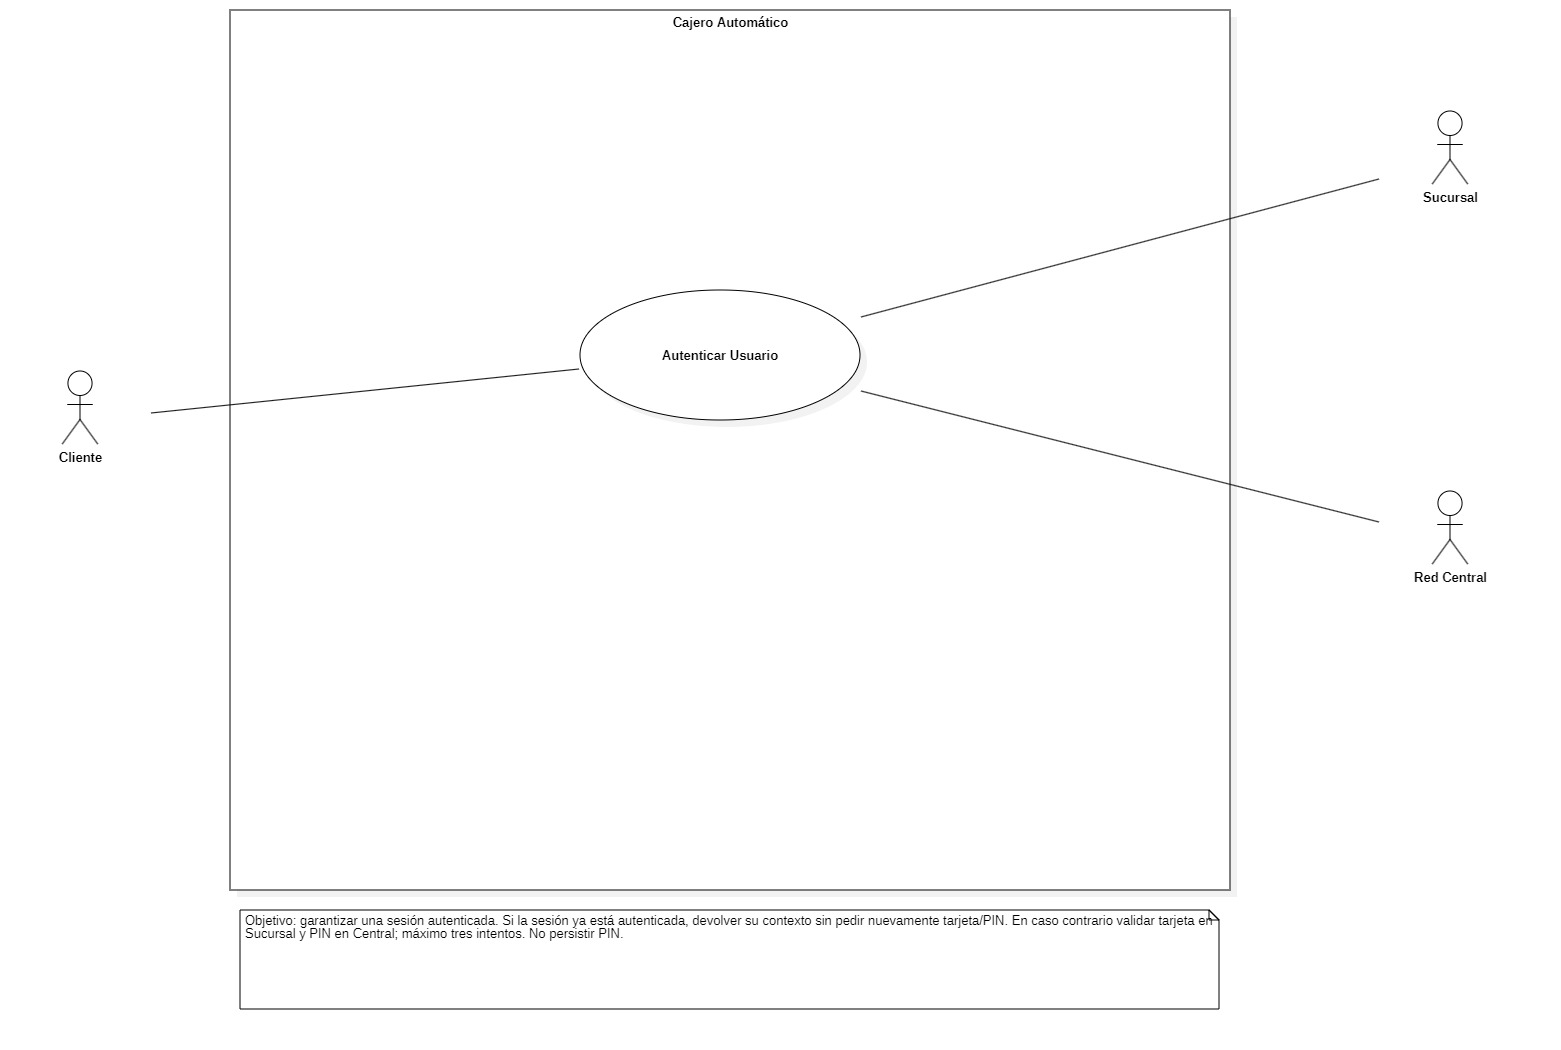 Cajero Automático
Sucursal
Autenticar Usuario
Cliente
Red Central
Objetivo: garantizar una sesión autenticada. Si la sesión ya está autenticada, devolver su contexto sin pedir nuevamente tarjeta/PIN. En caso contrario validar tarjeta en
Sucursal y PIN en Central; máximo tres intentos. No persistir PIN.